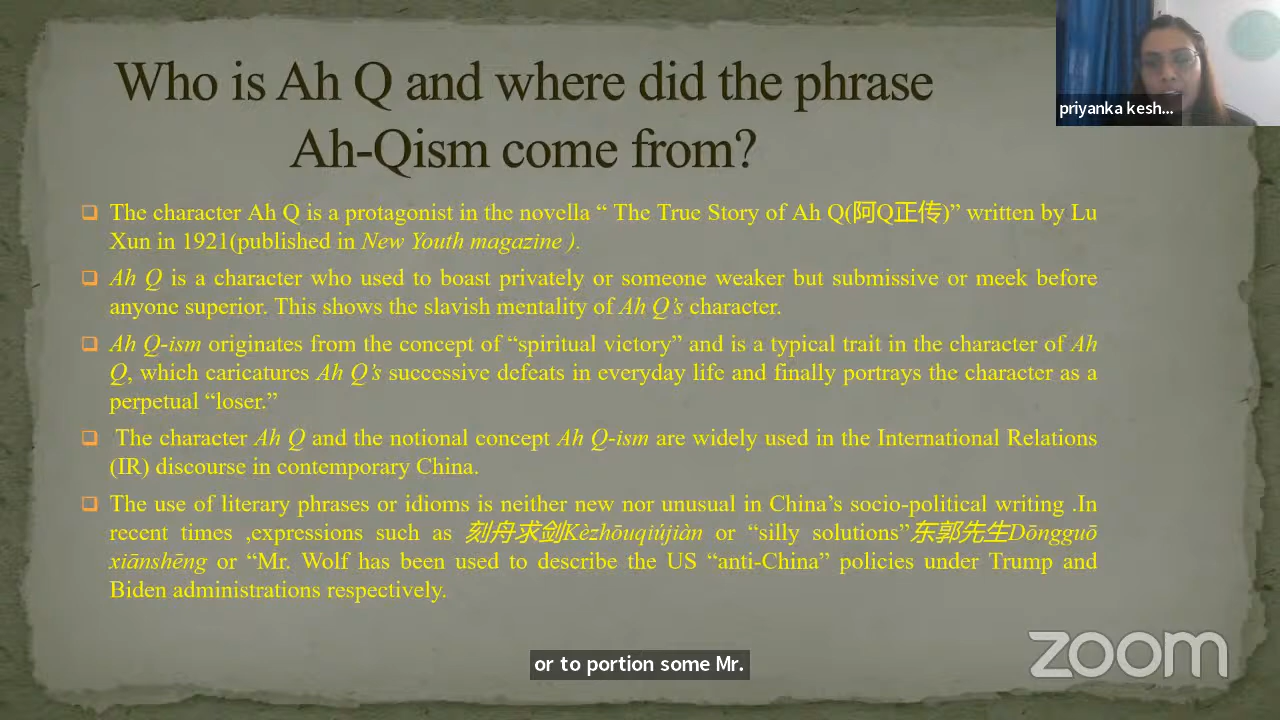 Who is Ah Q and where did the phrase
Ah-Qism come from?
priyanka kesh...
❑ The character Ah Q is a protagonist in the novella “ The True Story of Ah Q(阿Q正传)” written by Lu
Xun in 1921(published in New Youth magazine ).
❑ Ah Q is a character who used to boast privately or someone weaker but submissive or meek before
anyone superior. This shows the slavish mentality of Ah Q’s character.
❑ Ah Q-ism originates from the concept of “spiritual victory” and is a typical trait in the character of Ah
Q, which caricatures Ah Q’s successive defeats in everyday life and finally portrays the character as a
perpetual “loser.”
❑ The character Ah Q and the notional concept Ah Q-ism are widely used in the International Relations
(IR) discourse in contemporary China.
❑ The use of literary phrases or idioms is neither new nor unusual in China’s socio-political writing .In
recent times ,expressions such as 刻舟求剑Kèzhōuqiújiàn or “silly solutions”东郭先生Dōngguō
xiānshēng or “Mr. Wolf has been used to describe the US “anti-China” policies under Trump and
Biden administrations respectively.
zoom
or to portion some Mr.